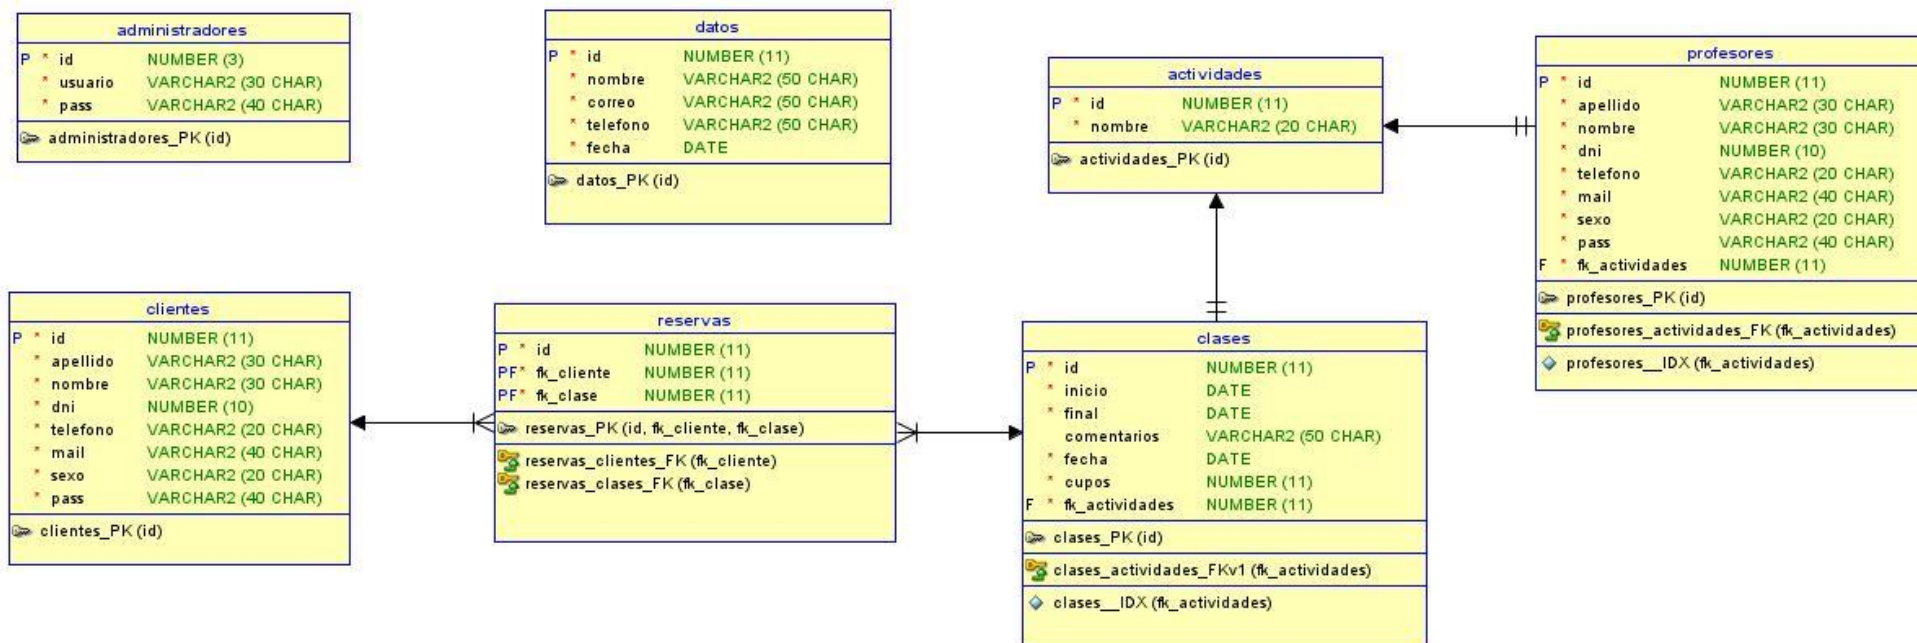 administradores
P * id NUMBER (3)
* usuario VARCHAR2 (30 CHAR)
* pass VARCHAR2 (40 CHAR)
administradores_PK (id)
datos
P * id NUMBER (11)
* nombre VARCHAR2 (50 CHAR)
* correo VARCHAR2 (50 CHAR)
* telefono VARCHAR2 (50 CHAR)
* fecha DATE
datos_PK (id)
actividades
P * id NUMBER (11)
* nombre VARCHAR2 (20 CHAR)
actividades_PK (id)
profesores
P * id NUMBER (11)
* apellido VARCHAR2 (30 CHAR)
* nombre VARCHAR2 (30 CHAR)
* dni NUMBER (10)
* telefono VARCHAR2 (20 CHAR)
* mail VARCHAR2 (40 CHAR)
* sexo VARCHAR2 (20 CHAR)
* pass VARCHAR2 (40 CHAR)
F * fk_actividades NUMBER (11)
profesores_PK (id)
profesores_actividades_FK (fk_actividades)
profesores__IDX (fk_actividades)
clientes
P * id NUMBER (11)
* apellido VARCHAR2 (30 CHAR)
* nombre VARCHAR2 (30 CHAR)
* dni NUMBER (10)
* telefono VARCHAR2 (20 CHAR)
* mail VARCHAR2 (40 CHAR)
* sexo VARCHAR2 (20 CHAR)
* pass VARCHAR2 (40 CHAR)
clientes_PK (id)
reservas
P * id NUMBER (11)
PF* fk_cliente NUMBER (11)
PF* fk_clase NUMBER (11)
reservas_PK (id, fk_cliente, fk_clase)
reservas_clientes_FK (fk_cliente)
reservas_clases_FK (fk_clase)
clases
P * id NUMBER (11)
* inicio DATE
* final DATE
comentarios VARCHAR2 (50 CHAR)
* fecha DATE
* cupos NUMBER (11)
F * fk_actividades NUMBER (11)
clases_PK (id)
clases_actividades_FKv1 (fk_actividades)
clases__IDX (fk_actividades)